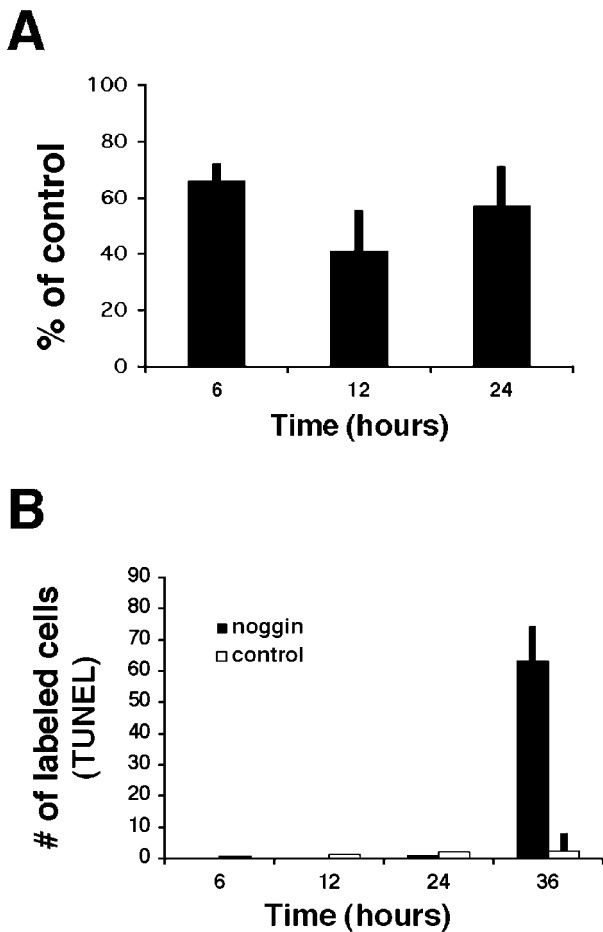 A
% of control
100
80
60
40
20
0
6 12 24
Time (hours)
B
# of labeled cells
(TUNEL)
90
80
70
60
50
40
30
20
10
0
noggin
control
6 12 24 36
Time (hours)